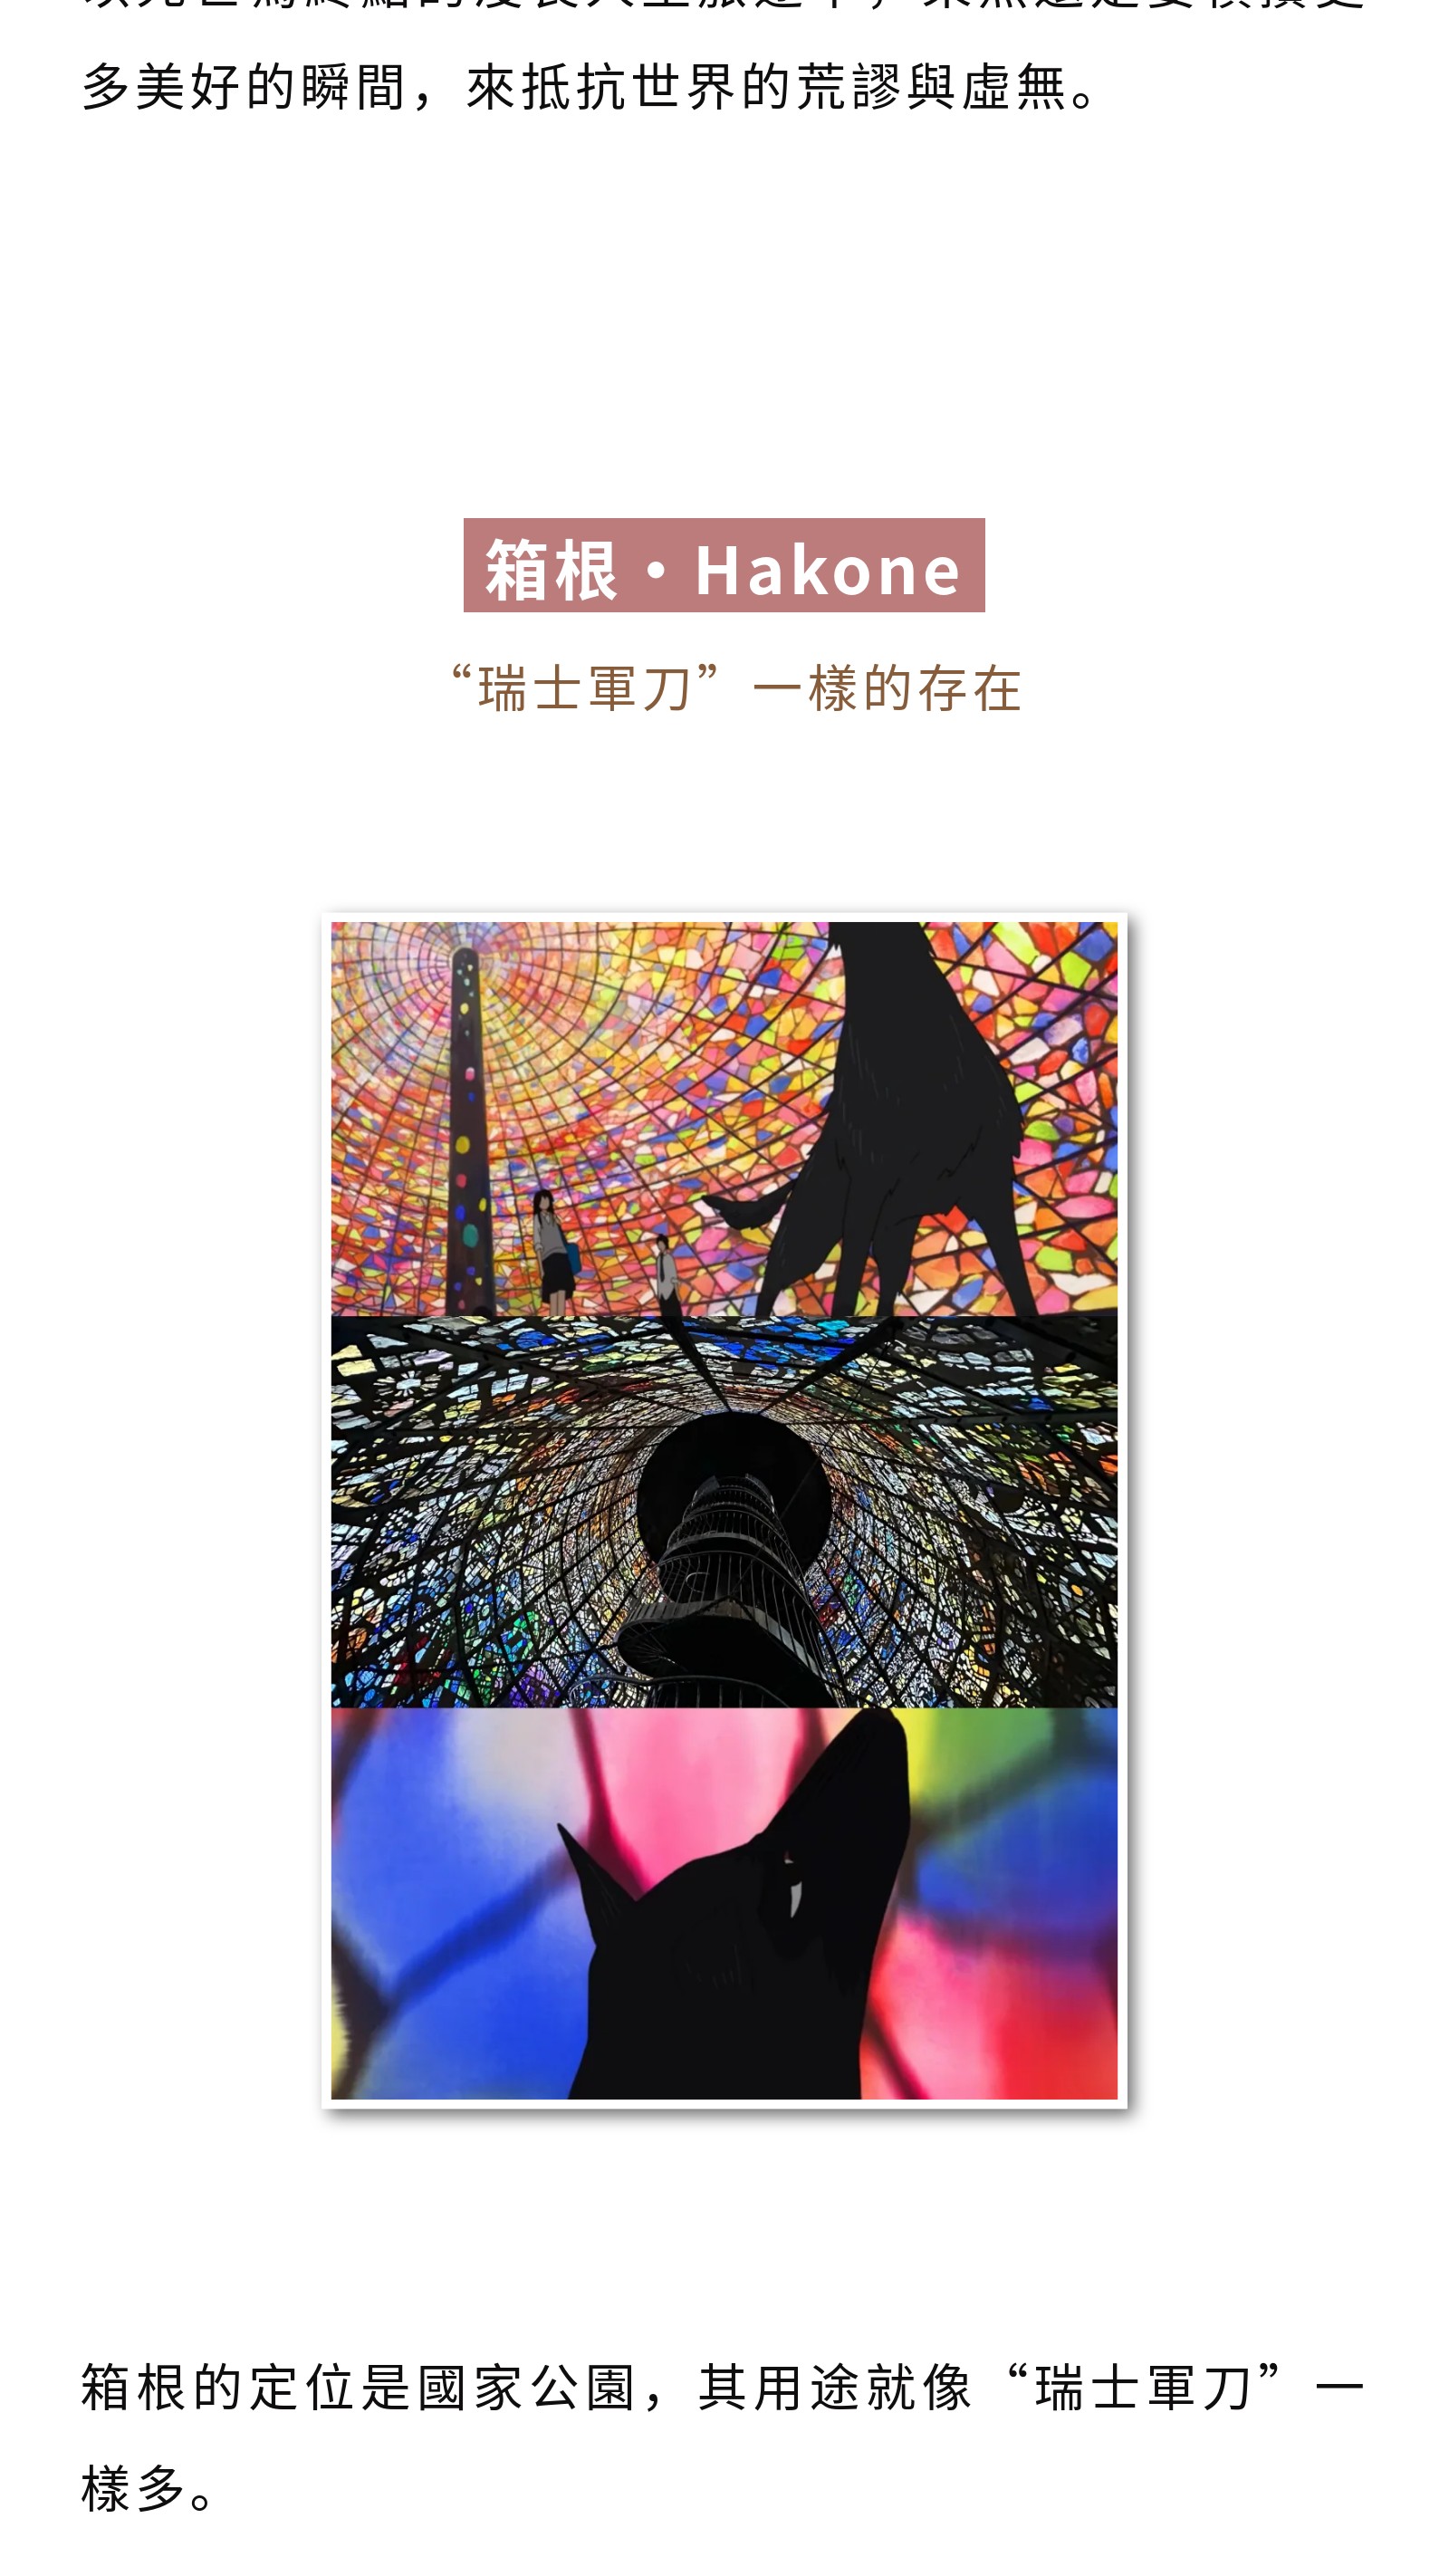 多美好的瞬間，來抵抗世界的荒謬與虛無。
箱根・Hakone
“瑞士軍刀”一樣的存在
箱根的定位是國家公園，其用途就像“瑞士軍刀”一
樣多。